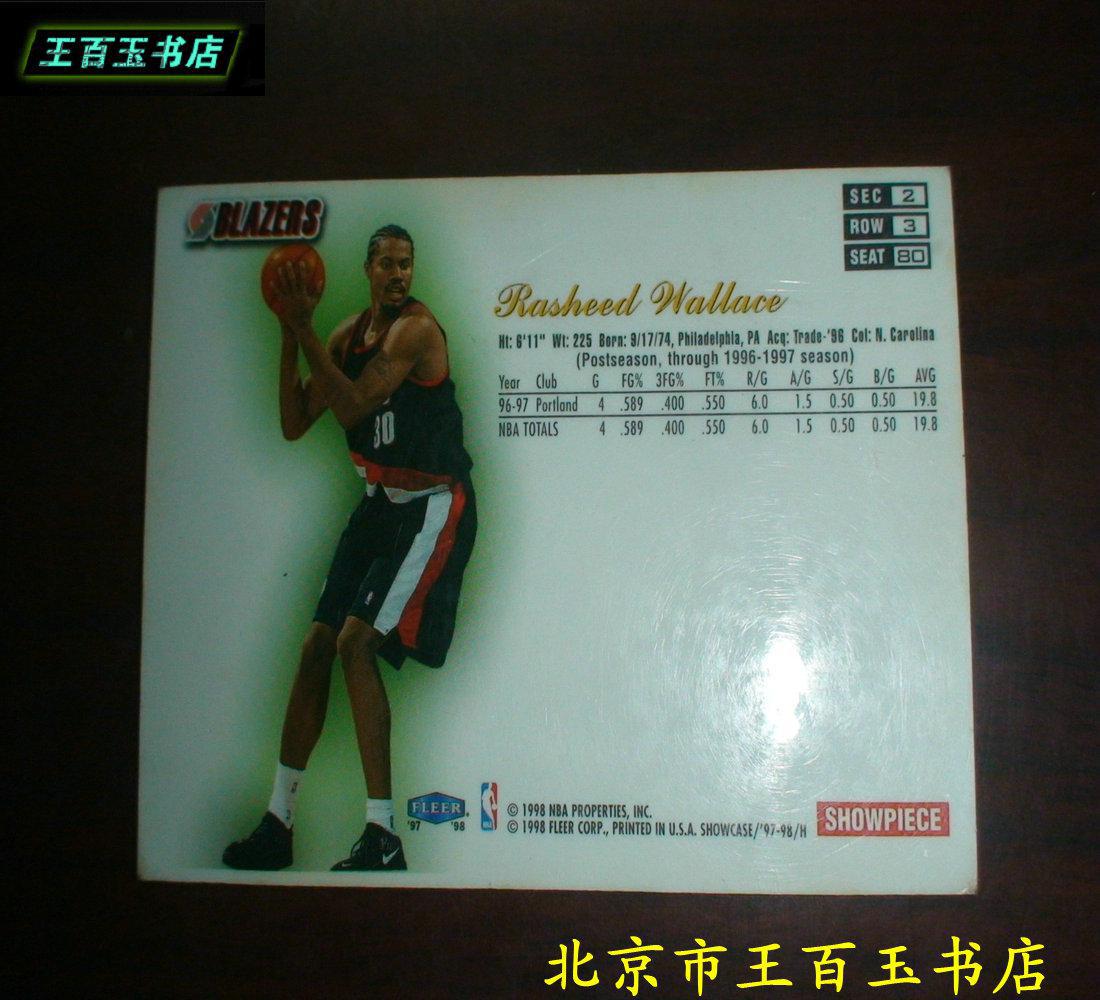 王百玉书店
BLAZERS
SEC 2
ROW 3
SEAT 80
Rasheed Wallace
Ht: 6'11" Wt: 225 Born: 9/17/74, Philadelphia, PA Acq: Trade-'96 Col: N. Carolina
(Postseason, through 1996-1997 season)
Year Club G FG% 3FG% FT% R/G A/G S/G B/G AVG
96-97 Portland 4 .589 .400 .550 6.0 1.5 0.50 0.50 19.8
NBA TOTALS 4 .589 .400 .550 6.0 1.5 0.50 0.50 19.8
30
FLEER
'97 '98
© 1998 NBA PROPERTIES, INC.
© 1998 FLEER CORP., PRINTED IN U.S.A. SHOWCASE/'97-98/H
SHOWPIECE
北京市王百玉书店